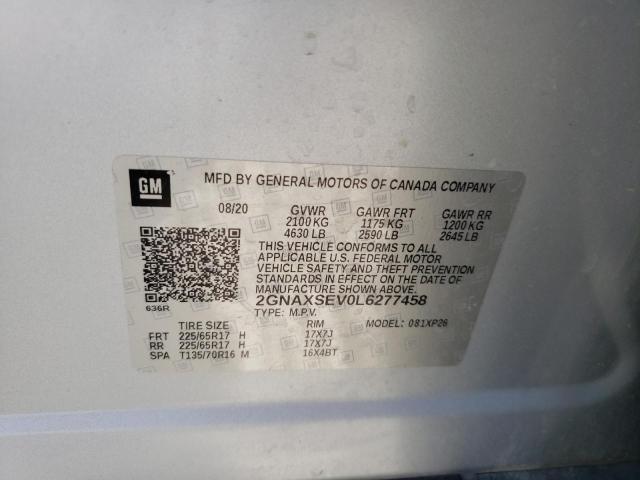 GM
MFD BY GENERAL MOTORS OF CANADA COMPANY
08/20 GVWR GAWR FRT GAWR RR
2100 KG 1175 KG 1200 KG
4630 LB 2590 LB 2645 LB
THIS VEHICLE CONFORMS TO ALL
APPLICABLE U.S. FEDERAL MOTOR
VEHICLE SAFETY AND THEFT PREVENTION
STANDARDS IN EFFECT ON THE DATE OF
MANUFACTURE SHOWN ABOVE.
2GNAXSEV0L6277458
636R
TYPE: M.P.V. MODEL: 081XP26
TIRE SIZE RIM
FRT 225/65R17 H 17X7J
RR 225/65R17 H 17X7J
SPA T135/70R16 M 16X4BT